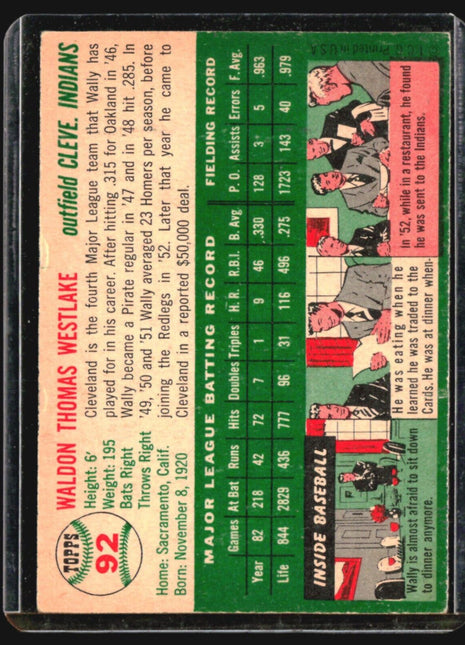 TOPPS
92
WALDON THOMAS WESTLAKE
outfield CLEVE. INDIANS
Height: 6'
Weight: 195
Bats Right
Throws Right
Home: Sacramento, Calif.
Born: November 8, 1920
Cleveland is the fourth Major League team that Wally has
played for in his career. After hitting .315 for Oakland in '46,
Wally became a Pirate regular in '47 and in '48 hit .285. In
'49, '50 and '51 Wally averaged 23 Homers per season, before
joining the Redlegs in '52. Later that year he came to
Cleveland in a reported $50,000 deal.
MAJOR LEAGUE BATTING RECORD FIELDING RECORD
Games At Bat Runs Hits Doubles Triples H. R. R.B.I. B. Avg P. O. Assists Errors F. Avg.
Year 82 218 42 72 7 1 9 46 .330 128 3 5 .963
Life 844 2829 436 777 96 31 116 496 .275 1723 143 40 .979
INSIDE BASEBALL
Wally is almost afraid to sit down
to dinner anymore.
He was eating when he
learned he was traded to the
Cards. He was at dinner when-
In '52, while in a restaurant, he found
he was sent to the Indians.
T.C.G. Printed in U.S.A.